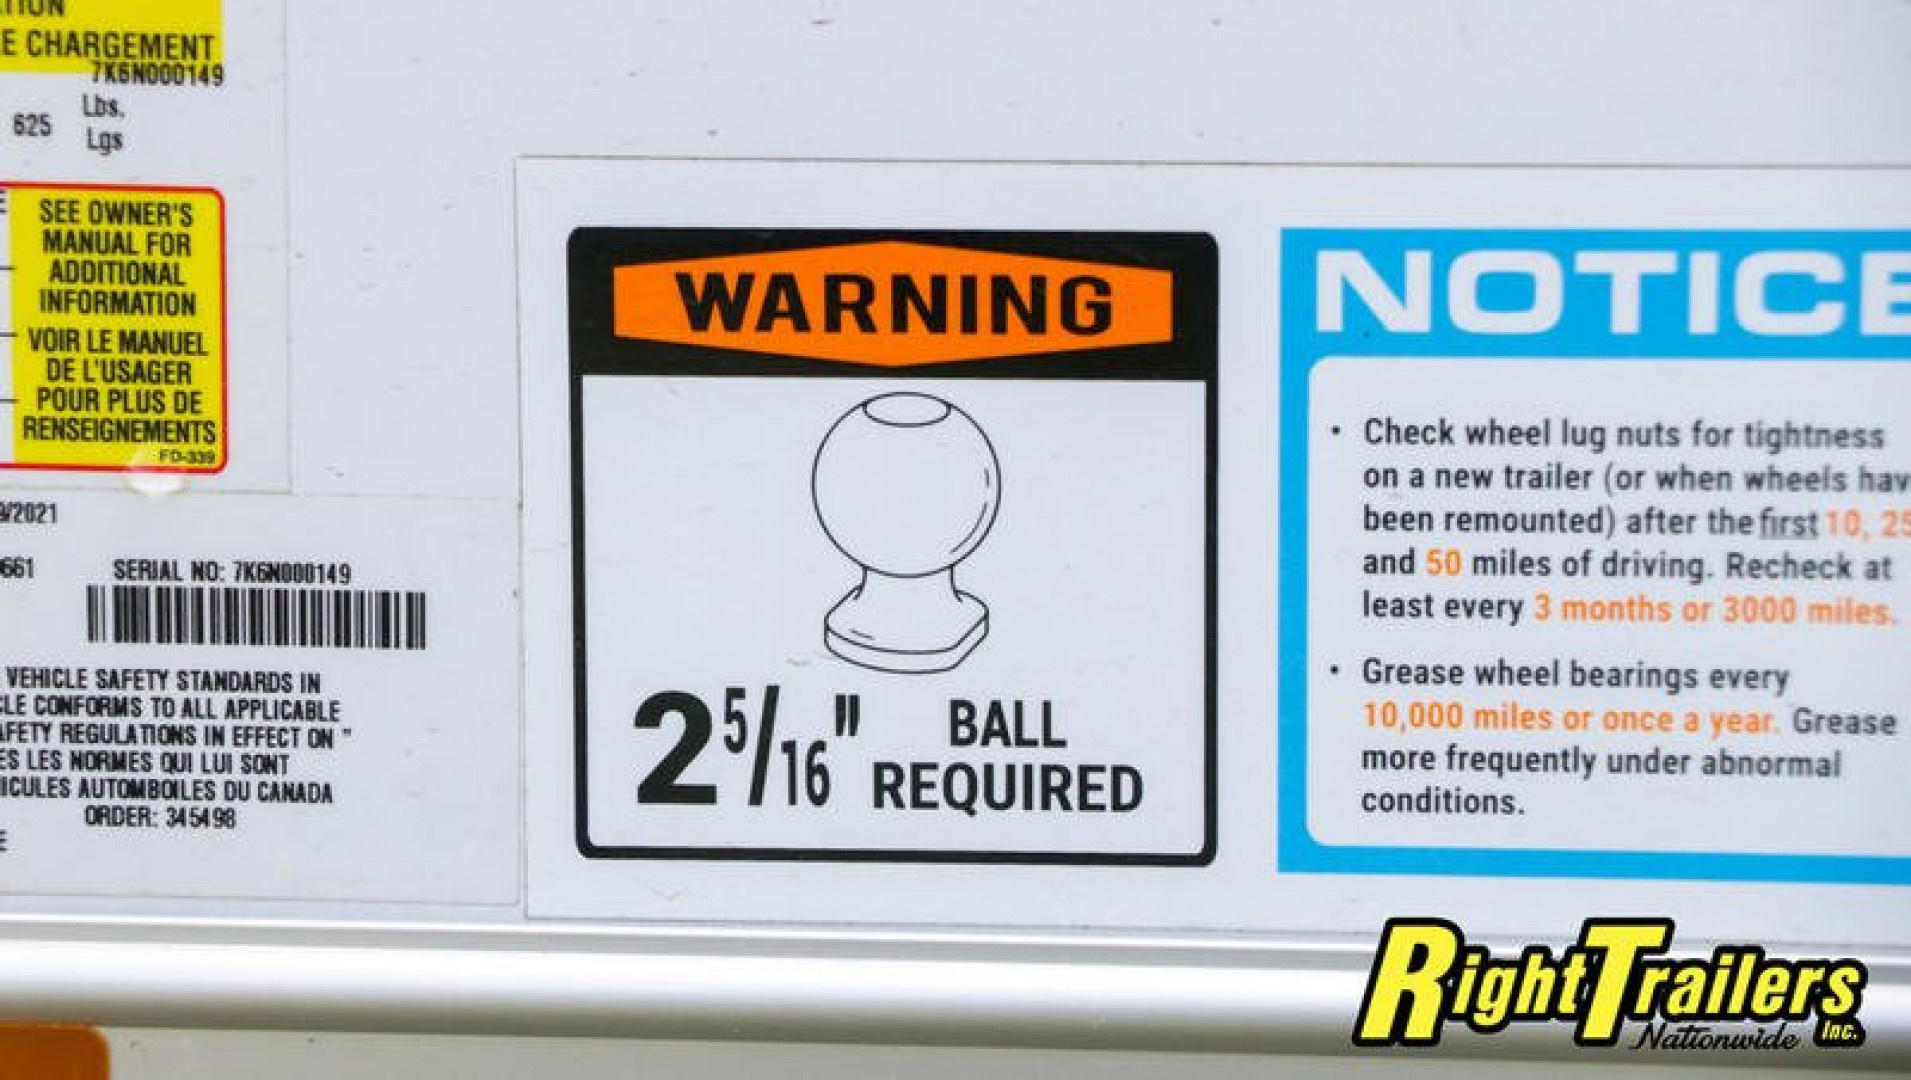 E CHARGEMENT
7K6N000149
Lbs.
625
Lgs
SEE OWNER'S
MANUAL FOR
ADDITIONAL
INFORMATION
VOIR LE MANUEL
DE L'USAGER
POUR PLUS DE
RENSEIGNEMENTS
FD-339
/2021
661
SERIAL NO: 7K6N000149
VEHICLE SAFETY STANDARDS IN
CLE CONFORMS TO ALL APPLICABLE
AFETY REGULATIONS IN EFFECT ON "
ES LES NORMES QUI LUI SONT
ICULES AUTOMBOILES DU CANADA
ORDER: 345498
WARNING
2 5/16" BALL
REQUIRED
NOTICE
• Check wheel lug nuts for tightness
on a new trailer (or when wheels hav
been remounted) after the first 10, 25
and 50 miles of driving. Recheck at
least every 3 months or 3000 miles.
• Grease wheel bearings every
10,000 miles or once a year. Grease
more frequently under abnormal
conditions.
RightTrailers
Nationwide Inc.